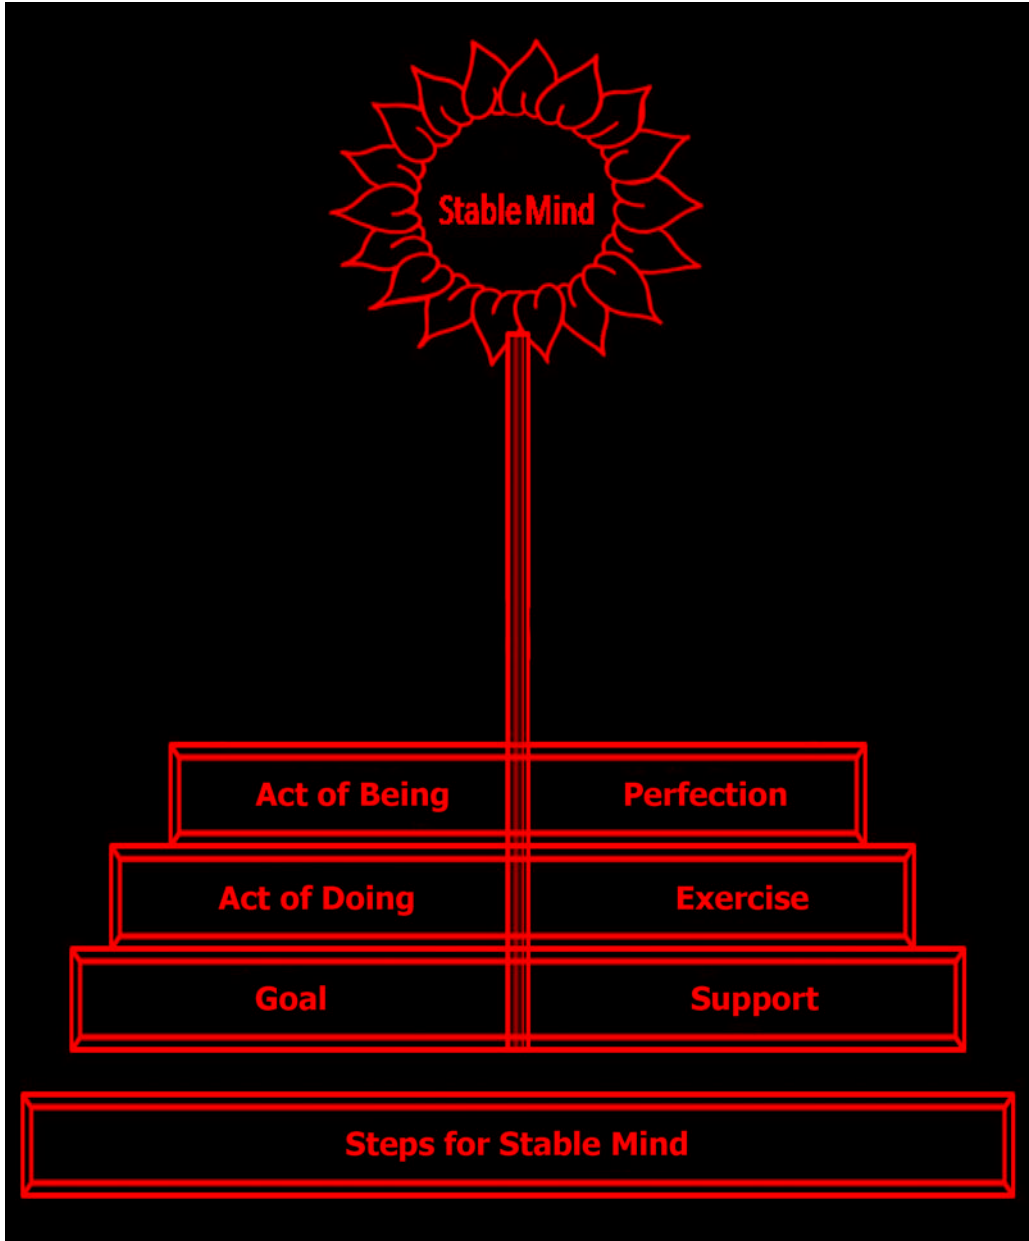 Stable Mind
Act of Being Perfection
Act of Doing Exercise
Goal Support
Steps for Stable Mind